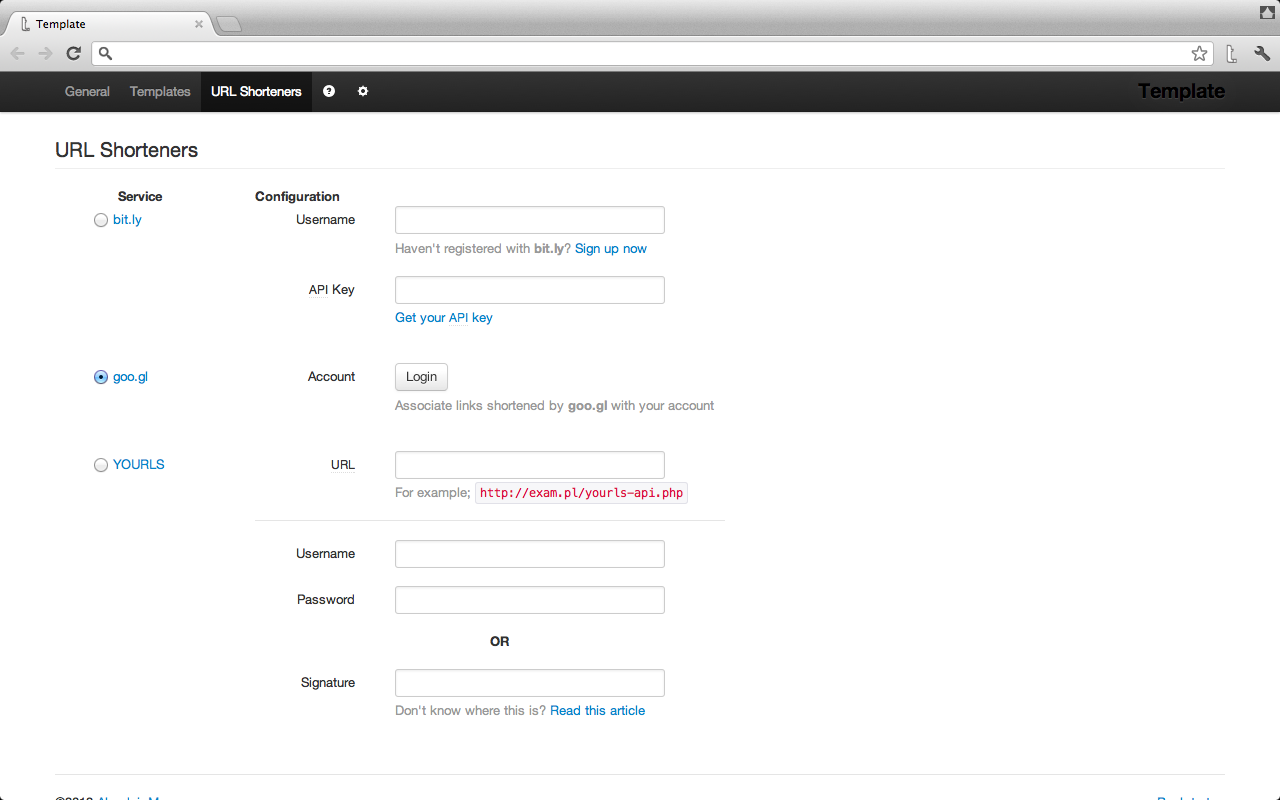 Template
General Templates URL Shorteners Template
URL Shorteners
Service Configuration
bit.ly Username
Haven't registered with bit.ly? Sign up now
API Key
Get your API key
goo.gl Account Login
Associate links shortened by goo.gl with your account
YOURLS URL
For example; http://exam.pl/yourls-api.php
Username
Password
OR
Signature
Don't know where this is? Read this article